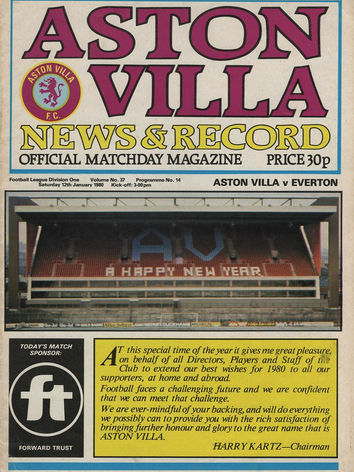 ASTON
VILLA
ASTON VILLA
F.C.
NEWS & RECORD
OFFICIAL MATCHDAY MAGAZINE PRICE 30p
Football League Division One Volume No. 37 Programme No. 14
Saturday 12th January 1980 Kick-off: 3-00pm
ASTON VILLA v EVERTON
AV
A HAPPY NEW YEAR
TODAY'S MATCH
SPONSOR:
ft
FORWARD TRUST
AT this special time of the year it gives me great pleasure,
on behalf of all Directors, Players and Staff of the
Club to extend our best wishes for 1980 to all our
supporters, at home and abroad.
Football faces a challenging future and we are confident
that we can meet that challenge.
We are ever-mindful of your backing, and will do everything
we possibly can to provide you with the rich satisfaction of
bringing further honour and glory to the great name that is
ASTON VILLA.
HARRY KARTZ—Chairman